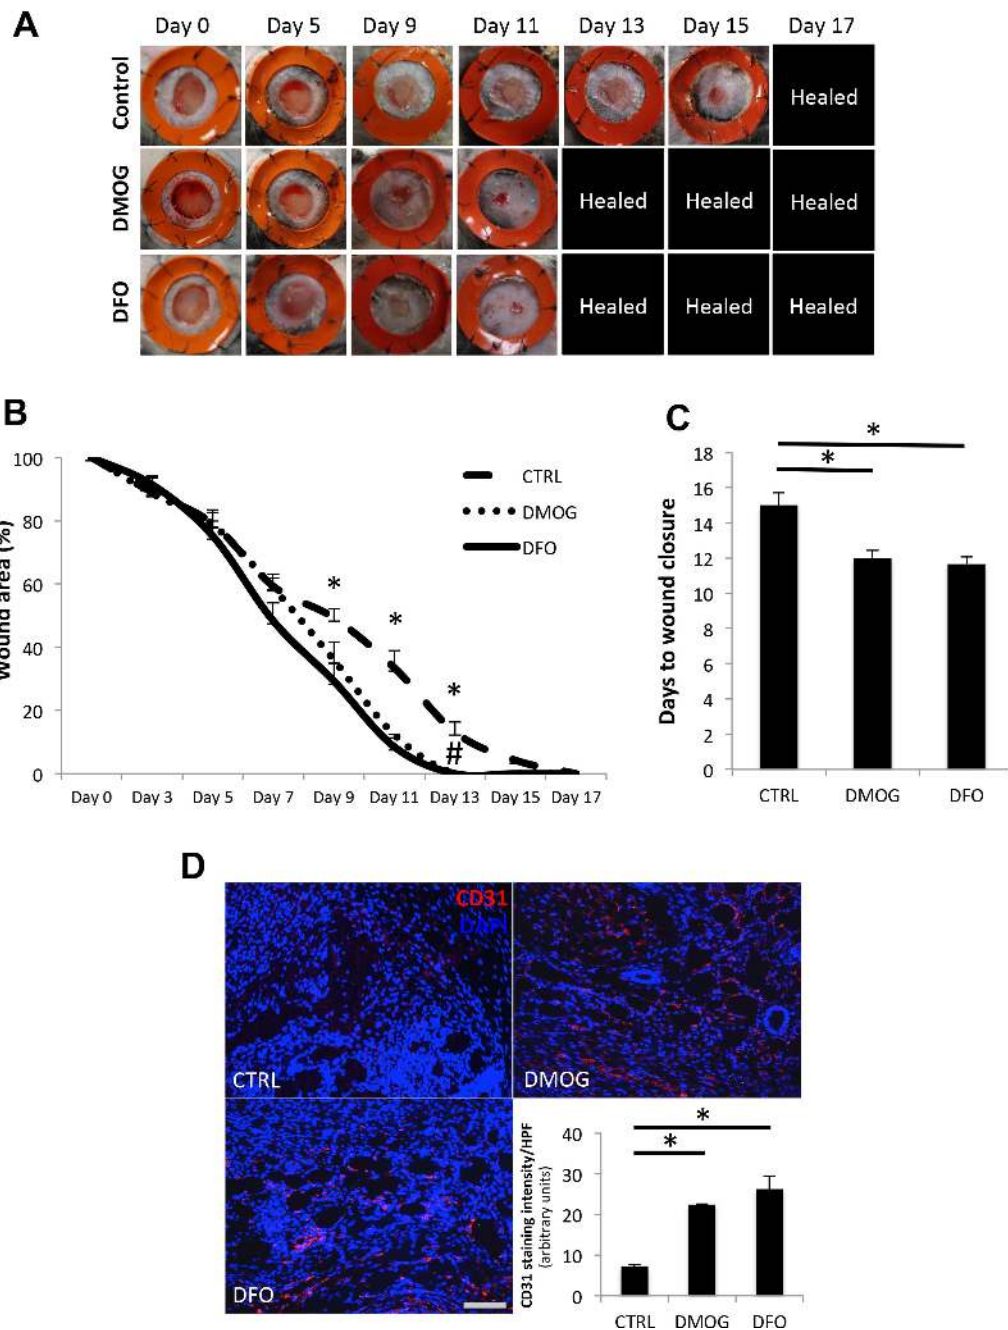 A
Day 0 Day 5 Day 9 Day 11 Day 13 Day 15 Day 17
Control
Healed
DMOG
Healed Healed Healed
DFO
Healed Healed Healed
B
Wound area (%)
100
80
60
40
20
0
CTRL
DMOG
DFO
*
*
*
#
Day 0 Day 3 Day 5 Day 7 Day 9 Day 11 Day 13 Day 15 Day 17
C
Days to wound closure
18
16
14
12
10
8
6
4
2
0
*
*
CTRL DMOG DFO
D
CD31
DAPI
CTRL
DMOG
DFO
CD31 staining intensity/HPF
(arbitrary units)
40
30
20
10
0
*
*
CTRL DMOG DFO